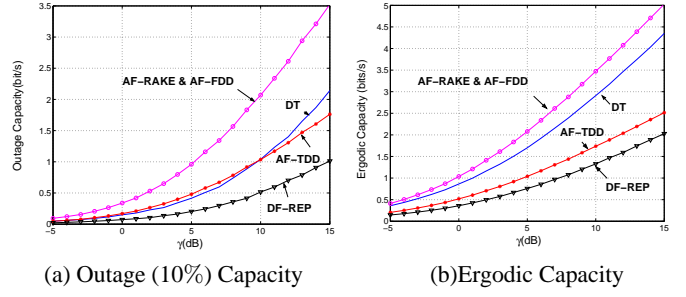 3.5
3
2.5
2
1.5
1
0.5
0
-5
0
5
10
15
Outage Capacity(bit/s)
γ(dB)
AF-RAKE & AF-FDD
DT
AF-TDD
DF-REP
(a) Outage (10%) Capacity
5
4.5
4
3.5
3
2.5
2
1.5
1
0.5
0
-5
0
5
10
15
Ergodic Capacity (bits/s)
γ(dB)
AF-RAKE & AF-FDD
DT
AF-TDD
DF-REP
(b)Ergodic Capacity